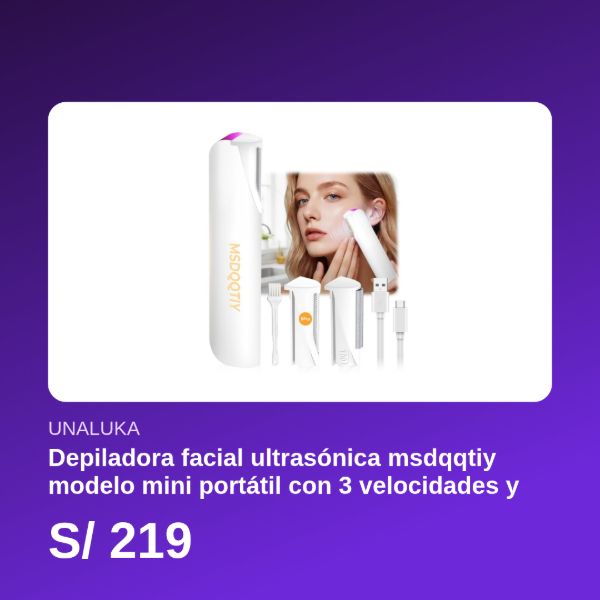 MSDQQTIY
UNALUKA
Depiladora facial ultrasónica msdqqtiy
modelo mini portátil con 3 velocidades y
S/ 219